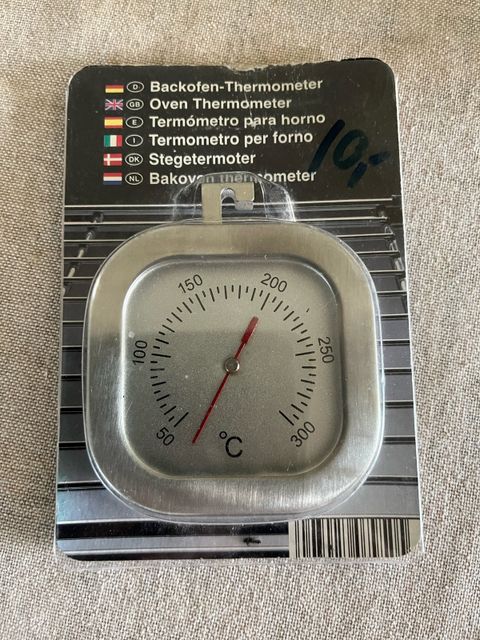 D Backofen-Thermometer
GB Oven Thermometer
E Termómetro para horno
I Termometro per forno
DK Stegetermoter
NL Bakoven thermometer
10,-
50
100
150
200
250
300
°C